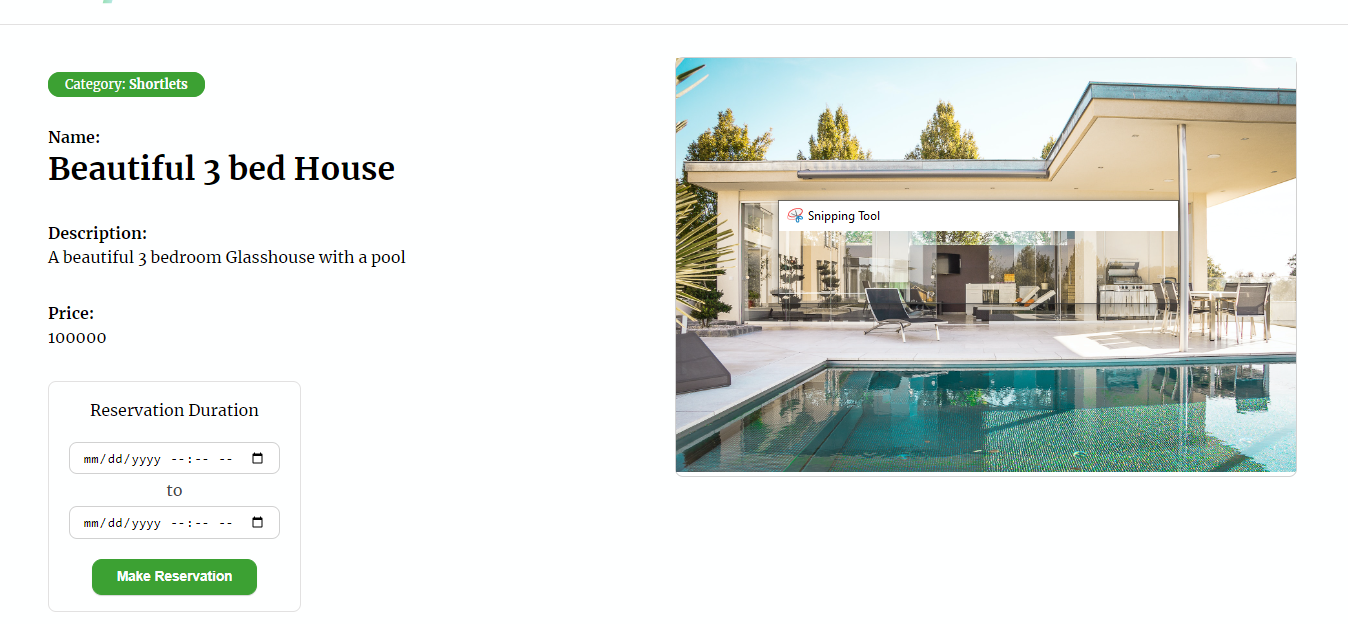 Category: Shortlets
Name:
Beautiful 3 bed House
Description:
A beautiful 3 bedroom Glasshouse with a pool
Price:
100000
Reservation Duration
mm/dd/yyyy --:-- --
to
mm/dd/yyyy --:-- --
Make Reservation
Snipping Tool